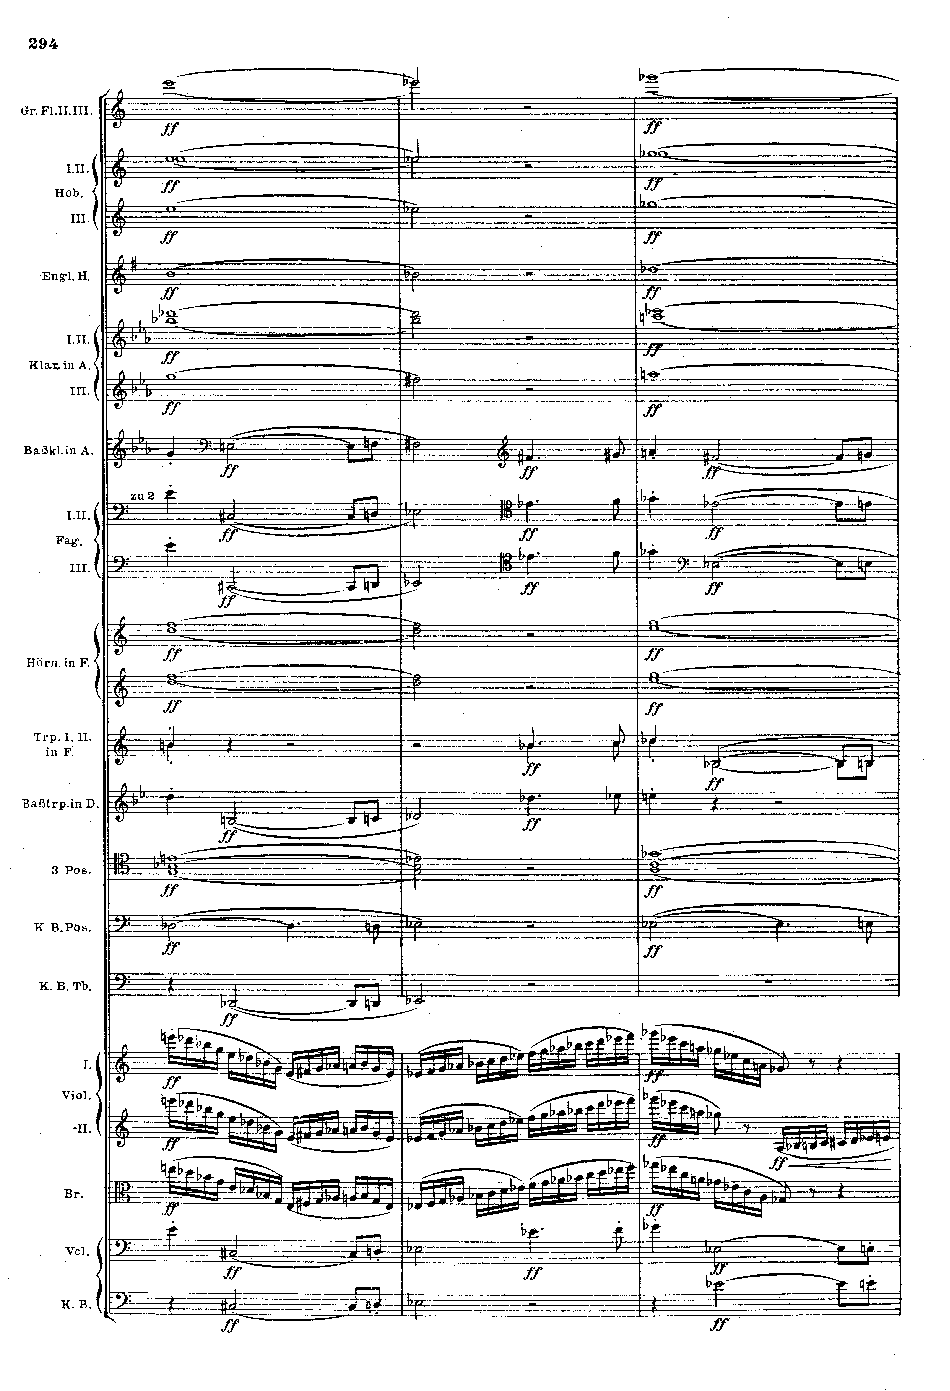 294
Gr. Fl. II. III.
ff ff
I. II.
ff ff
Hob.
III.
ff ff
Engl. H.
ff ff
I. II.
ff ff
Klar. in A.
III.
ff ff
Baßkl. in A.
ff ff ff
zu 2
I. II.
ff ff ff
Fag.
III.
ff ff ff
ff ff
Hörn. in F.
ff ff
Trp. I. II.
in F.
ff ff
Baßtrp. in D.
ff ff
3 Pos.
ff ff
K. B. Pos.
ff ff
K. B. Tb.
ff
I.
ff ff
Viol.
II.
ff ff ff
Br.
ff ff
Vcl.
ff ff ff
K. B.
ff ff